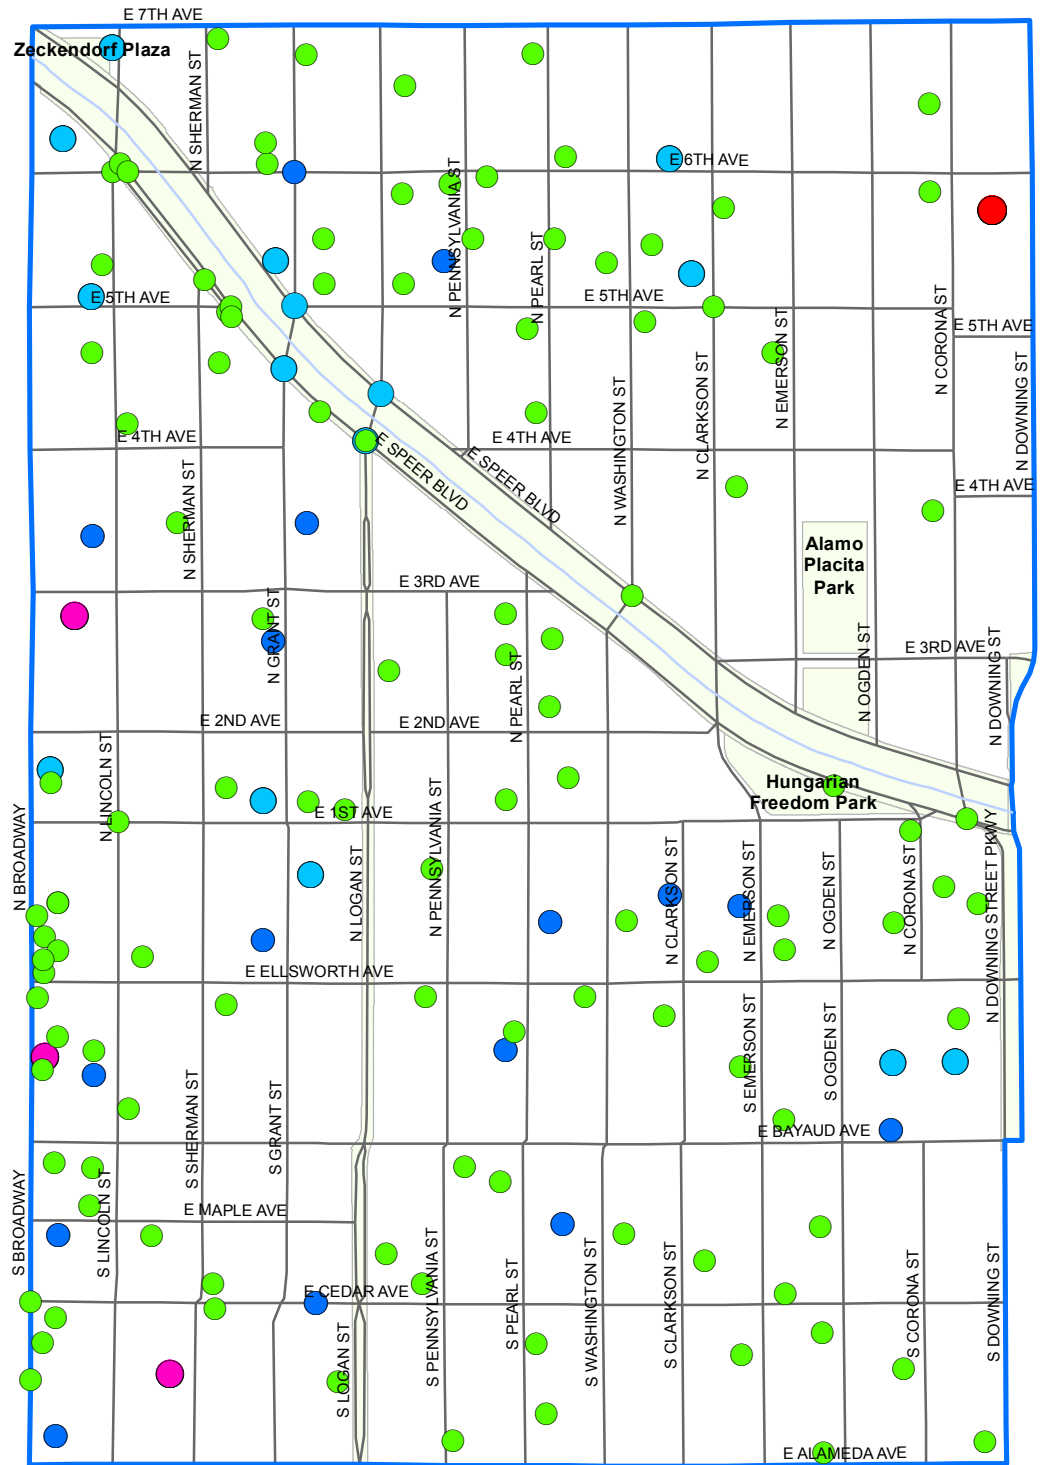 E 7TH AVE
Zeckendorf Plaza
N SHERMAN ST
E 6TH AVE
N PENNSYLVANIA ST
N PEARL ST
E 5TH AVE
E 5TH AVE
N CORONA ST
E 5TH AVE
N EMERSON ST
N CLARKSON ST
N DOWNING ST
N WASHINGTON ST
E 4TH AVE
E 4TH AVE
E SPEER BLVD
E SPEER BLVD
N SHERMAN ST
E 4TH AVE
Alamo
Placita
Park
E 3RD AVE
N GRANT ST
N PEARL ST
N OGDEN ST
E 3RD AVE
N DOWNING ST
E 2ND AVE
E 2ND AVE
N LINCOLN ST
Hungarian
Freedom Park
E 1ST AVE
N BROADWAY
N PENNSYLVANIA ST
N LOGAN ST
N CLARKSON ST
N EMERSON ST
N OGDEN ST
N CORONA ST
N DOWNING STREET PKWY
E ELLSWORTH AVE
S EMERSON ST
S OGDEN ST
S SHERMAN ST
S GRANT ST
E BAYAUD AVE
S BROADWAY
S LINCOLN ST
E MAPLE AVE
S PENNSYLVANIA ST
S PEARL ST
S WASHINGTON ST
S CLARKSON ST
S CORONA ST
S DOWNING ST
E CEDAR AVE
S LOGAN ST
E ALAMEDA AVE